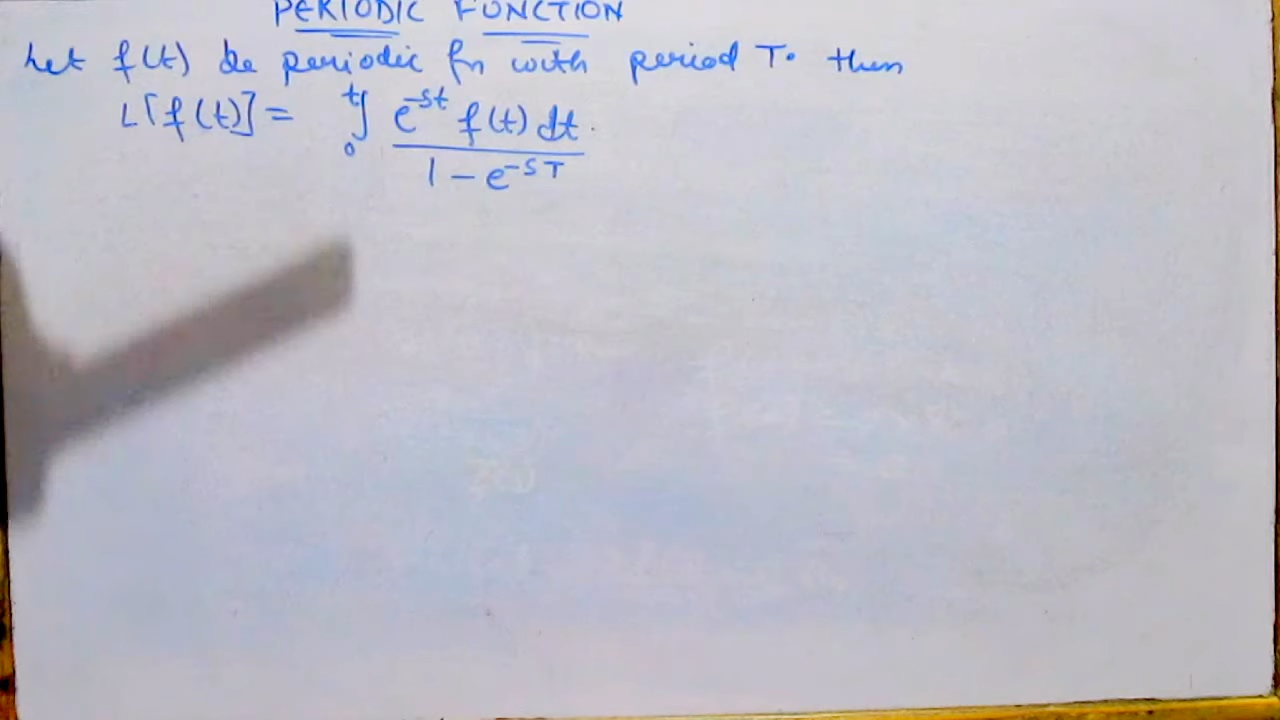 PERIODIC FUNCTION
Let f(t) be periodic fn with period T. then
L[f(t)] = ∫₀ᵗ e^-st f(t) dt / 1 - e^-sT